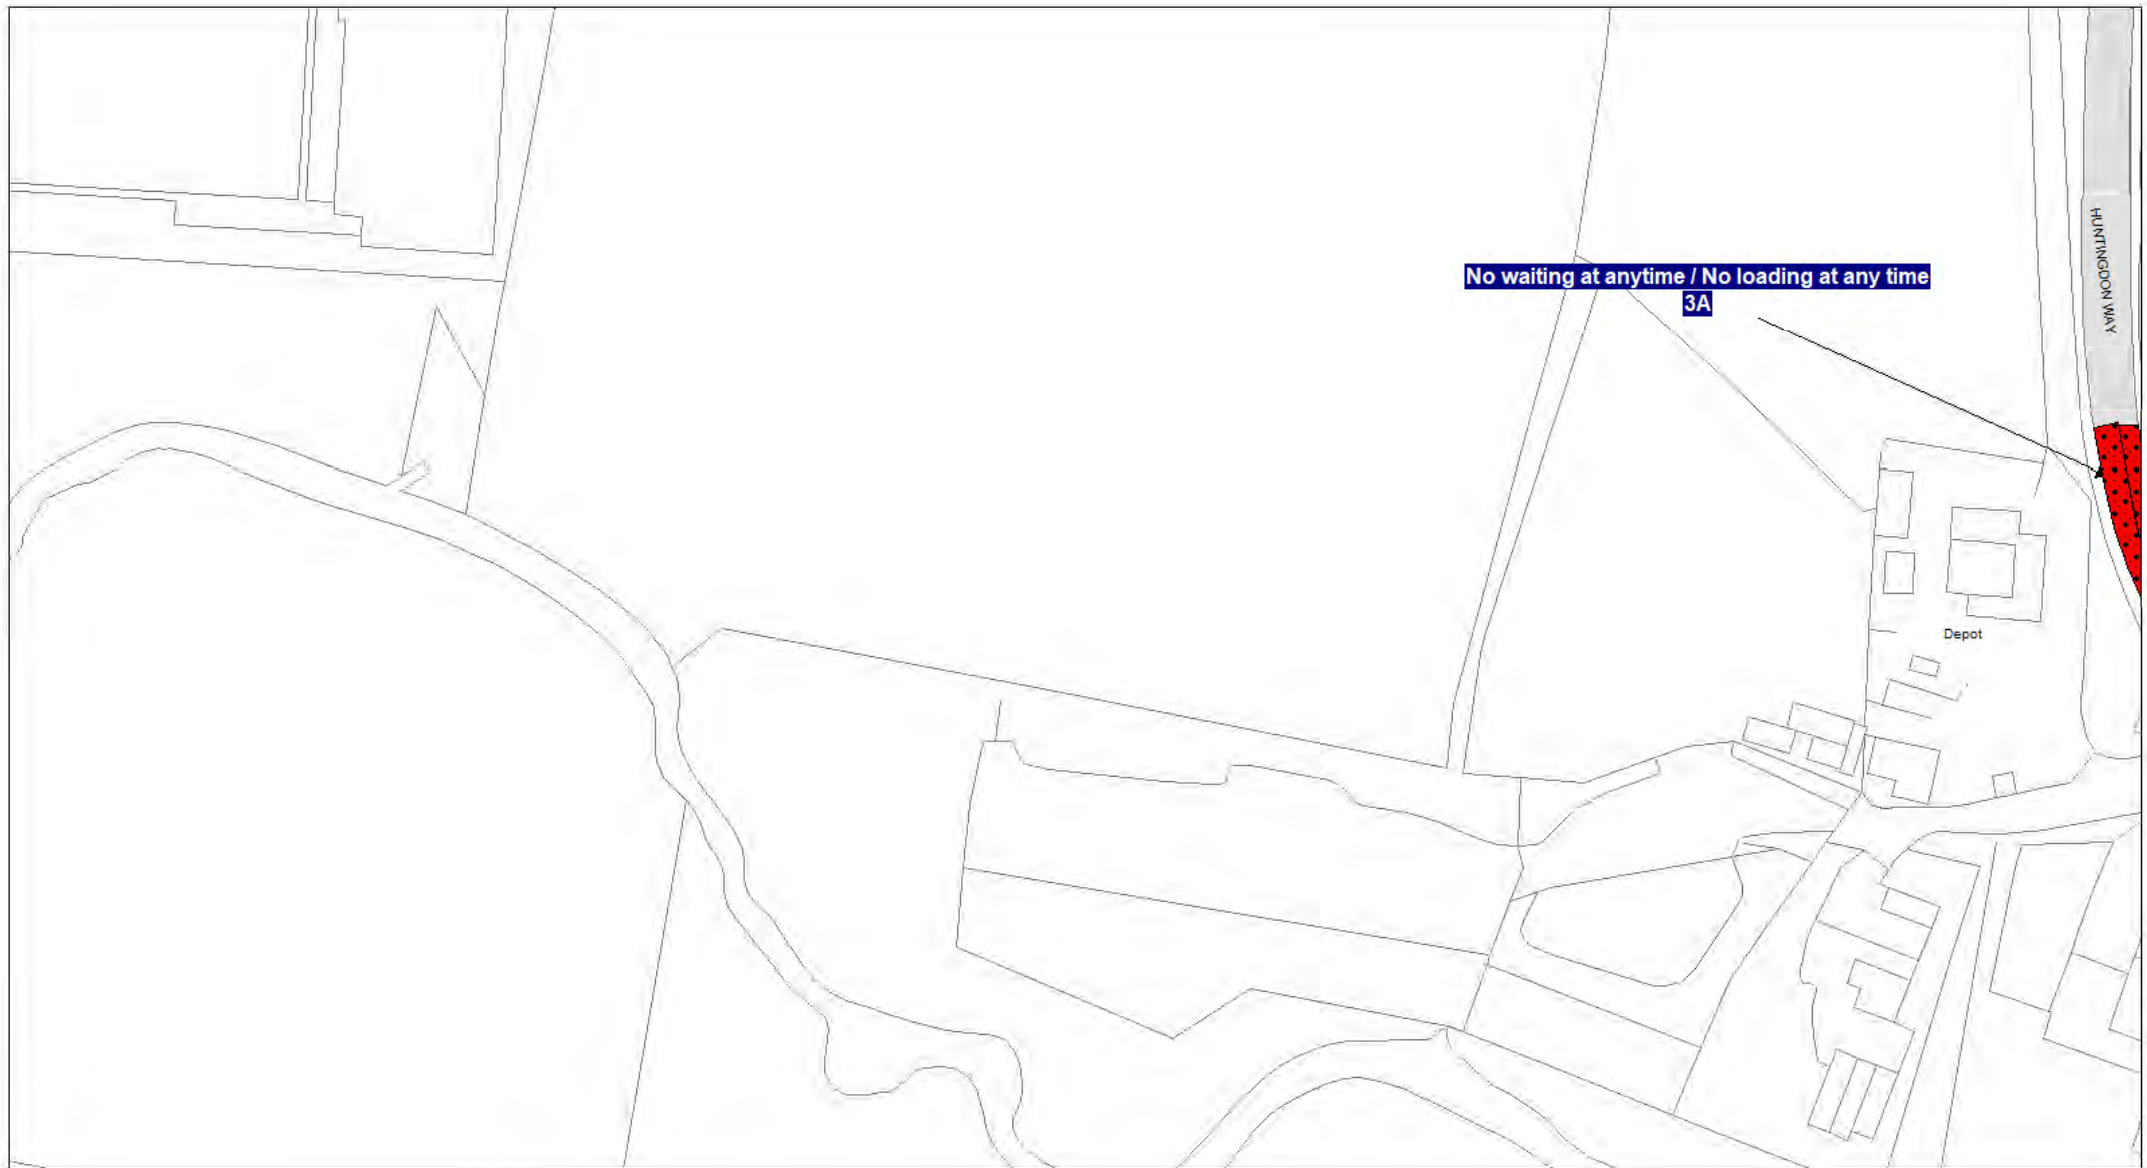 No waiting at anytime / No loading at any time
3A
HUNTINGDON WAY
Depot